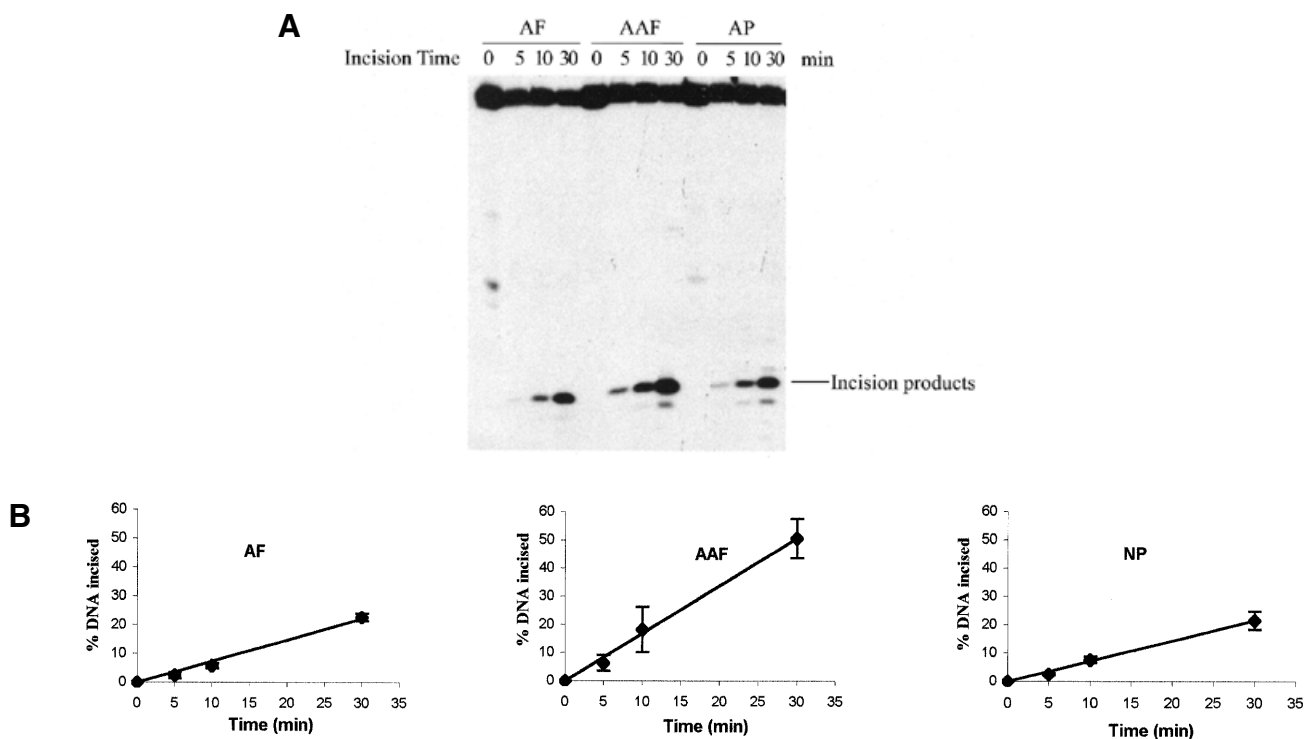 A
AF AAF AP
Incision Time 0 5 10 30 0 5 10 30 0 5 10 30 min
Incision products
B
60
50
40
30
20
10
0
% DNA incised
AF
0 5 10 15 20 25 30 35
Time (min)
60
50
40
30
20
10
0
% DNA incised
AAF
0 5 10 15 20 25 30 35
Time (min)
60
50
40
30
20
10
0
% DNA incised
NP
0 5 10 15 20 25 30 35
Time (min)